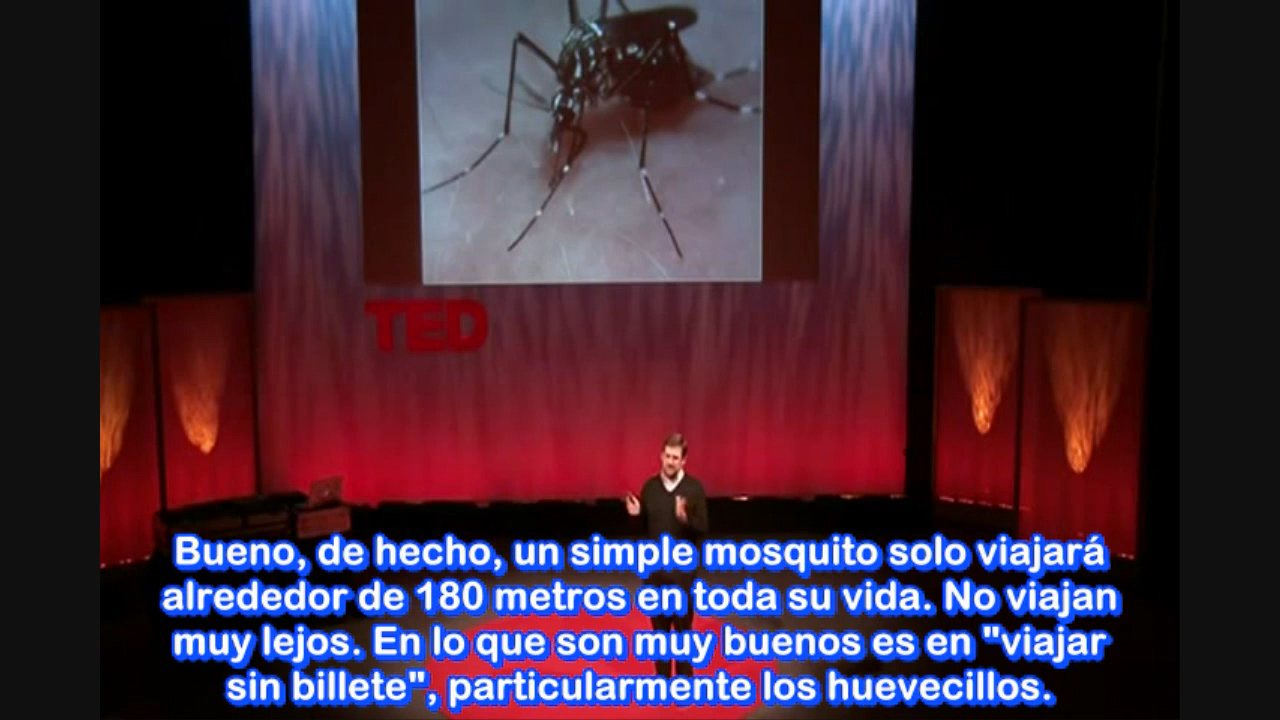 TED
Bueno, de hecho, un simple mosquito solo viajará
alrededor de 180 metros en toda su vida. No viajan
muy lejos. En lo que son muy buenos es en "viajar
sin billete", particularmente los huevecillos.